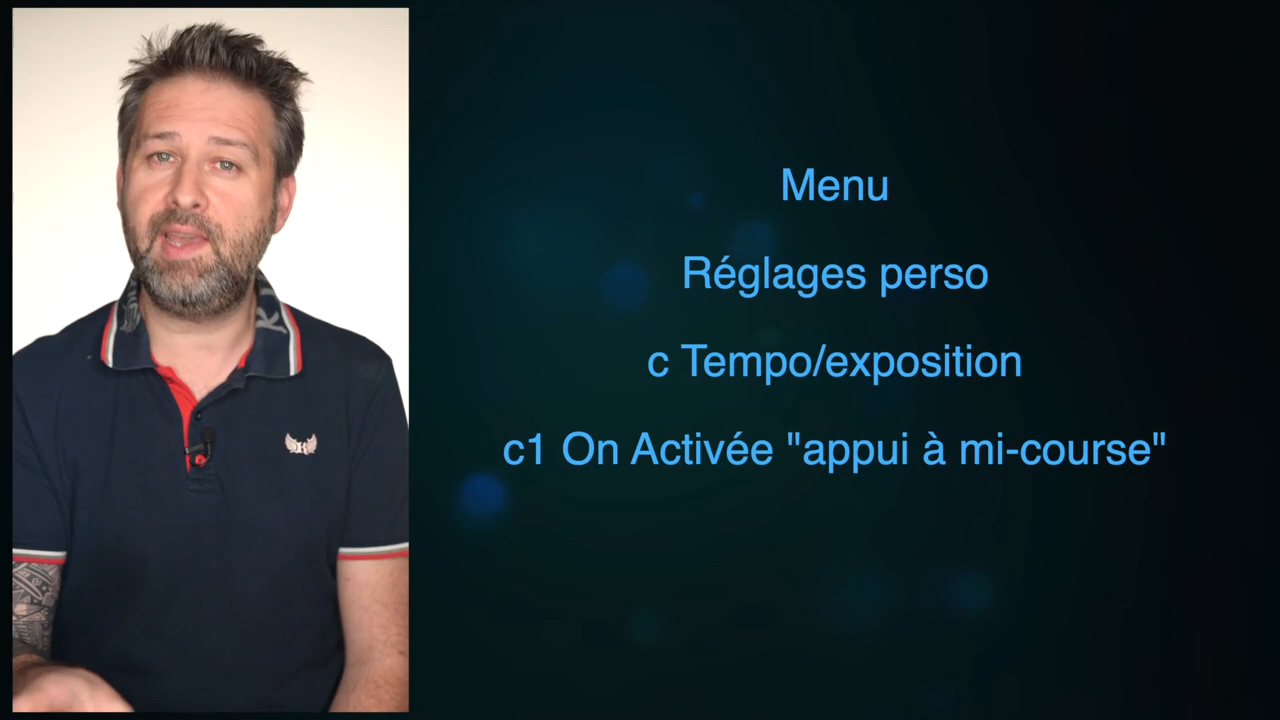 Menu
Réglages perso
c Tempo/exposition
c1 On Activée "appui à mi-course"